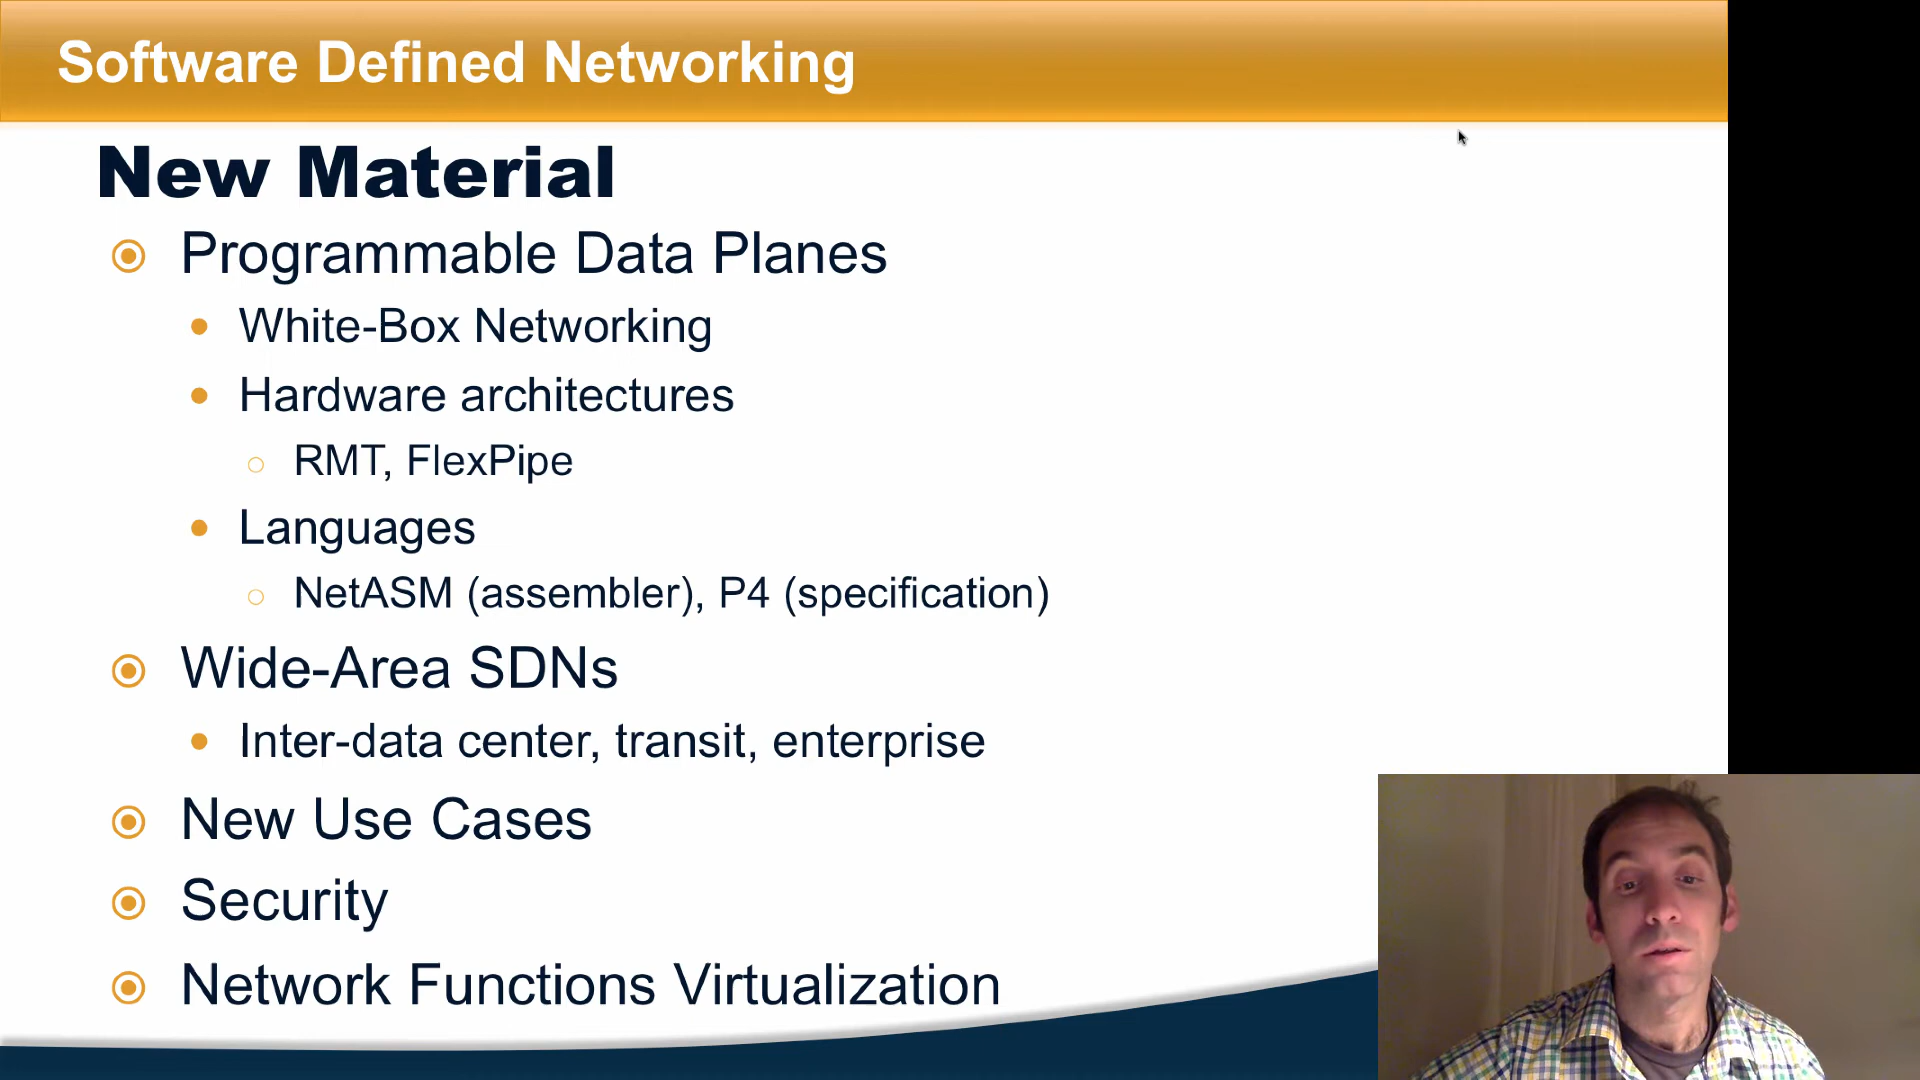 Software Defined Networking
New Material
Programmable Data Planes
White-Box Networking
Hardware architectures
RMT, FlexPipe
Languages
NetASM (assembler), P4 (specification)
Wide-Area SDNs
Inter-data center, transit, enterprise
New Use Cases
Security
Network Functions Virtualization